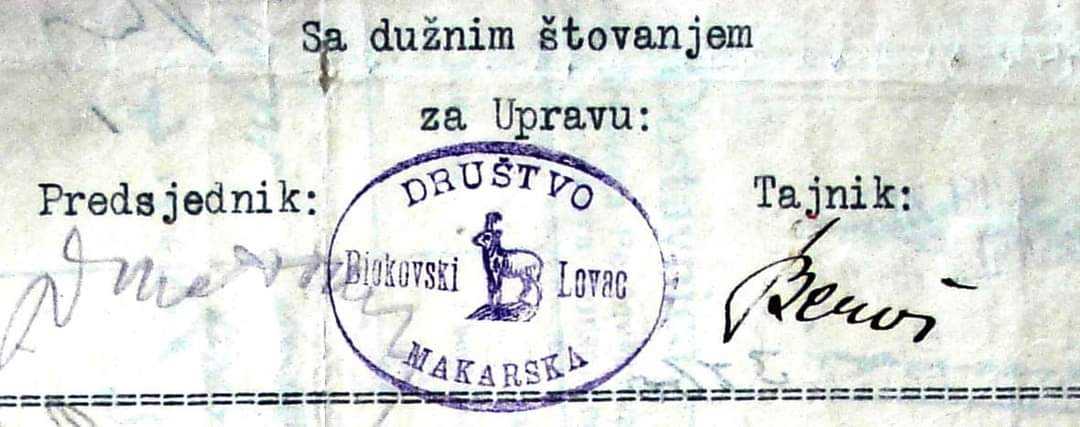 Sa dužnim štovanjem
za Upravu:
Predsjednik:
Tajnik:
DRUŠTVO
Biokovski Lovac
MAKARSKA